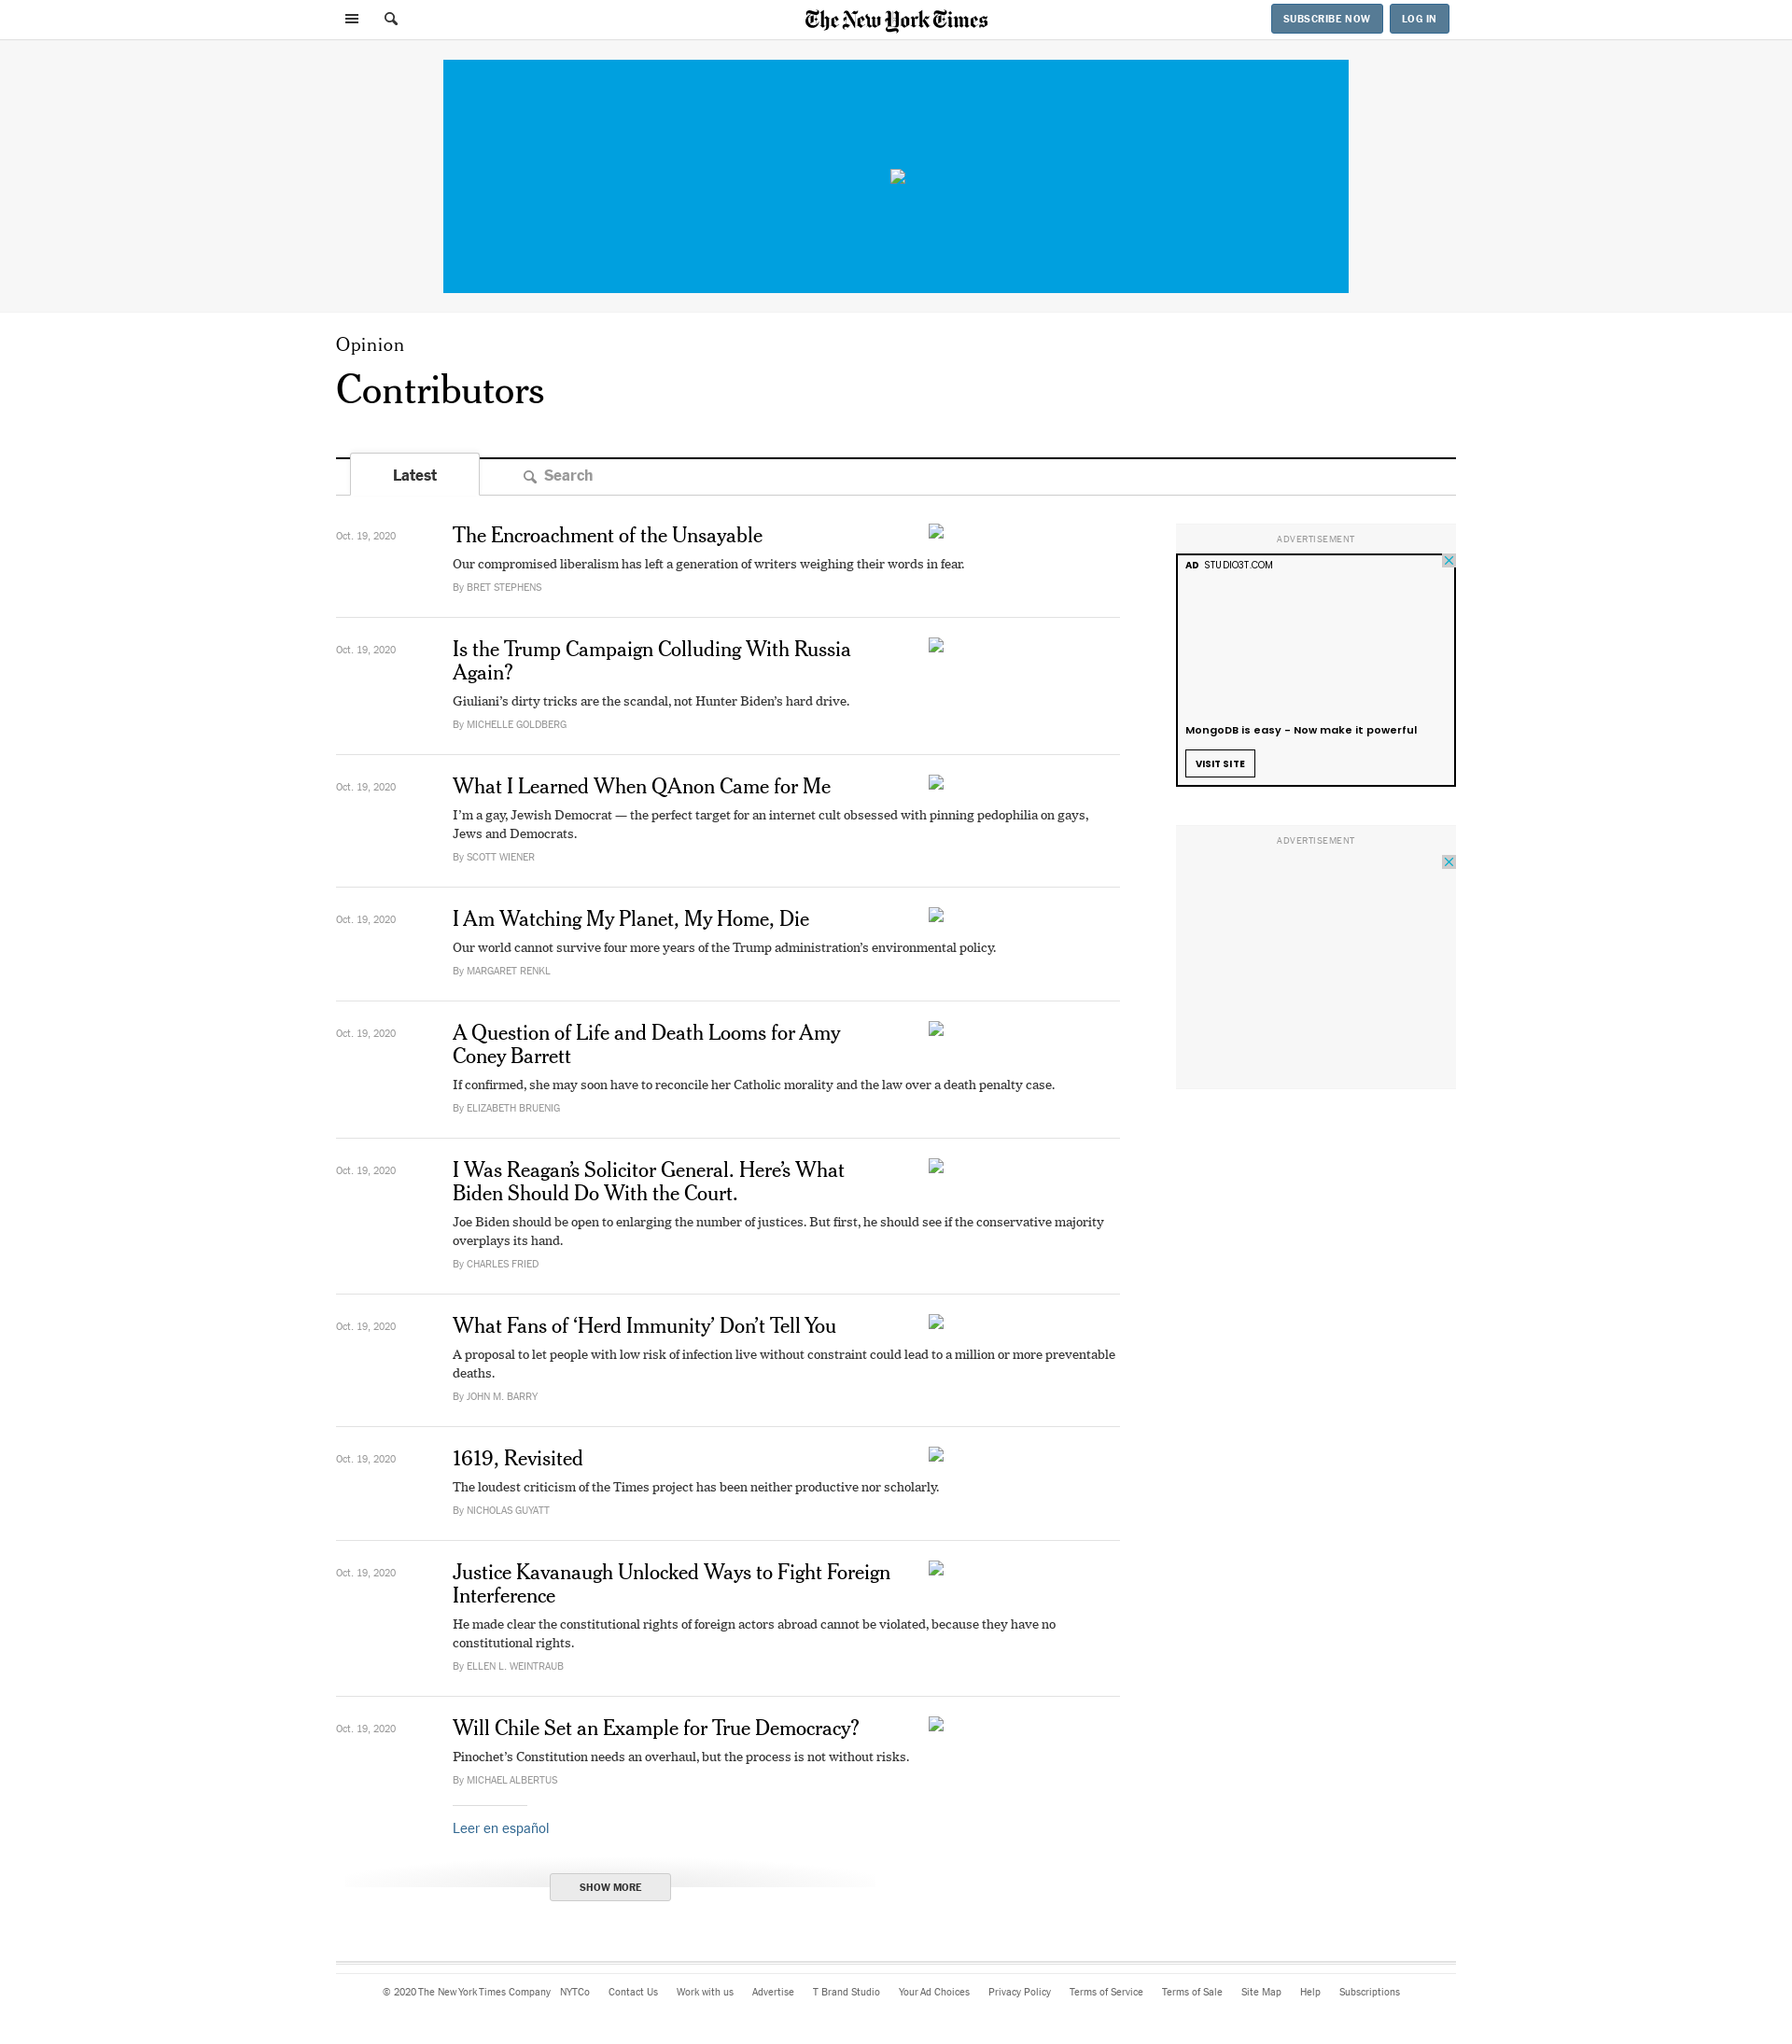 The New York Times
SUBSCRIBE NOW
LOG IN
Opinion
Contributors
Latest
Search
Oct. 19, 2020
The Encroachment of the Unsayable
Our compromised liberalism has left a generation of writers weighing their words in fear.
By BRET STEPHENS
Oct. 19, 2020
Is the Trump Campaign Colluding With Russia
Again?
Giuliani’s dirty tricks are the scandal, not Hunter Biden’s hard drive.
By MICHELLE GOLDBERG
Oct. 19, 2020
What I Learned When QAnon Came for Me
I’m a gay, Jewish Democrat — the perfect target for an internet cult obsessed with pinning pedophilia on gays,
Jews and Democrats.
By SCOTT WIENER
Oct. 19, 2020
I Am Watching My Planet, My Home, Die
Our world cannot survive four more years of the Trump administration’s environmental policy.
By MARGARET RENKL
Oct. 19, 2020
A Question of Life and Death Looms for Amy
Coney Barrett
If confirmed, she may soon have to reconcile her Catholic morality and the law over a death penalty case.
By ELIZABETH BRUENIG
Oct. 19, 2020
I Was Reagan’s Solicitor General. Here’s What
Biden Should Do With the Court.
Joe Biden should be open to enlarging the number of justices. But first, he should see if the conservative majority
overplays its hand.
By CHARLES FRIED
Oct. 19, 2020
What Fans of ‘Herd Immunity’ Don’t Tell You
A proposal to let people with low risk of infection live without constraint could lead to a million or more preventable
deaths.
By JOHN M. BARRY
Oct. 19, 2020
1619, Revisited
The loudest criticism of the Times project has been neither productive nor scholarly.
By NICHOLAS GUYATT
Oct. 19, 2020
Justice Kavanaugh Unlocked Ways to Fight Foreign
Interference
He made clear the constitutional rights of foreign actors abroad cannot be violated, because they have no
constitutional rights.
By ELLEN L. WEINTRAUB
Oct. 19, 2020
Will Chile Set an Example for True Democracy?
Pinochet’s Constitution needs an overhaul, but the process is not without risks.
By MICHAEL ALBERTUS
Leer en español
SHOW MORE
ADVERTISEMENT
AD STUDIO3T.COM
MongoDB is easy - Now make it powerful
VISIT SITE
ADVERTISEMENT
© 2020 The New York Times Company NYTCo Contact Us Work with us Advertise T Brand Studio Your Ad Choices Privacy Policy Terms of Service Terms of Sale Site Map Help Subscriptions